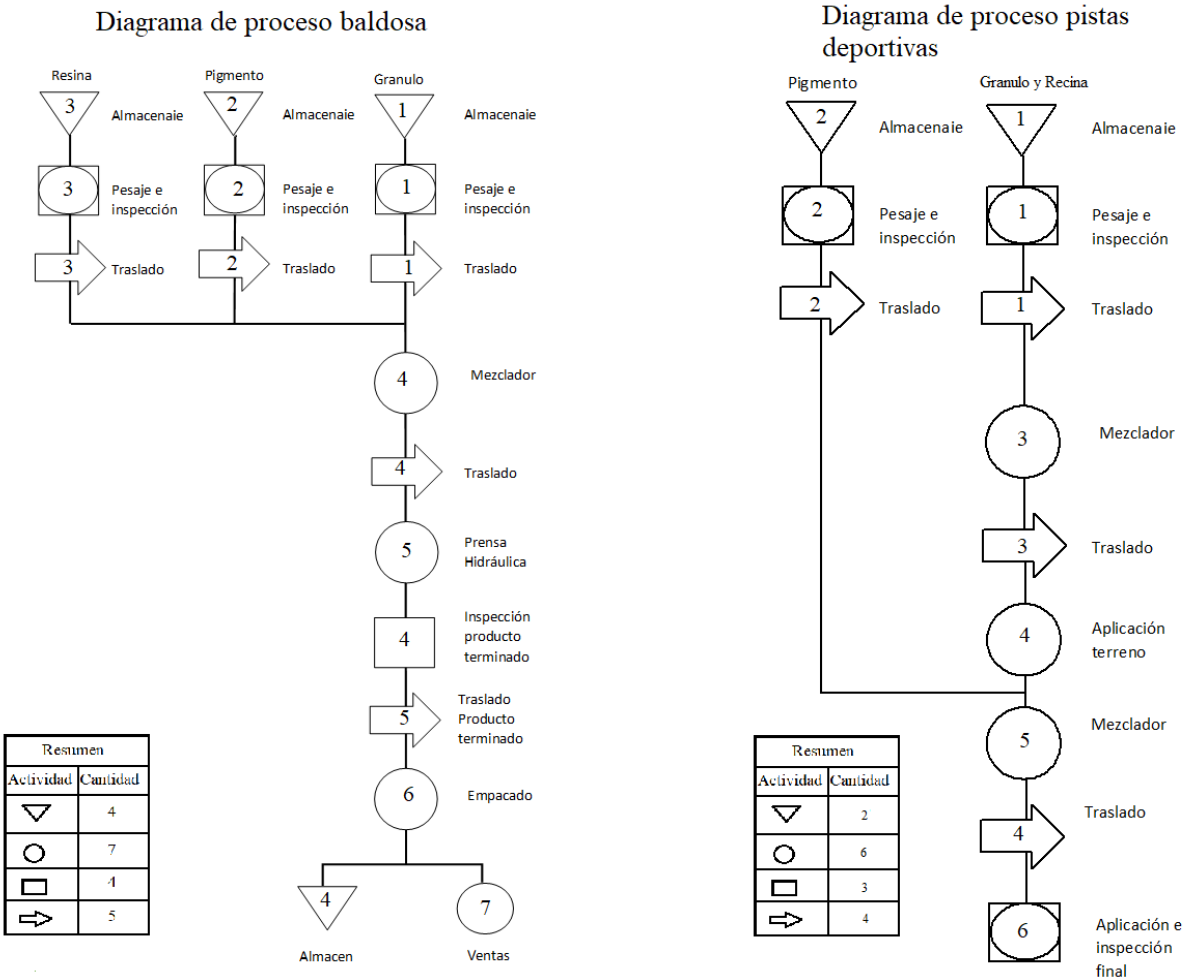 Diagrama de proceso baldosa
Resina
Pigmento
Granulo
3
Almacenaie
2
Almacenaie
1
Almacenaie
3
Pesaje e
inspección
2
Pesaje e
inspección
1
Pesaje e
inspección
3
Traslado
2
Traslado
1
Traslado
4
Mezclador
4
Traslado
5
Prensa
Hidráulica
4
Inspección
producto
terminado
5
Traslado
Producto
terminado
6
Empacado
4
Almacen
7
Ventas
Resumen
Actividad Cantidad
4
7
4
5
Diagrama de proceso pistas
deportivas
Pigmento
Granulo y Recina
2
Almacenaie
1
Almacenaie
2
Pesaje e
inspección
1
Pesaje e
inspección
2
Traslado
1
Traslado
3
Mezclador
3
Traslado
4
Aplicación
terreno
5
Mezclador
4
Traslado
6
Aplicación e
inspección
final
Resumen
Actividad Cantidad
2
6
3
4